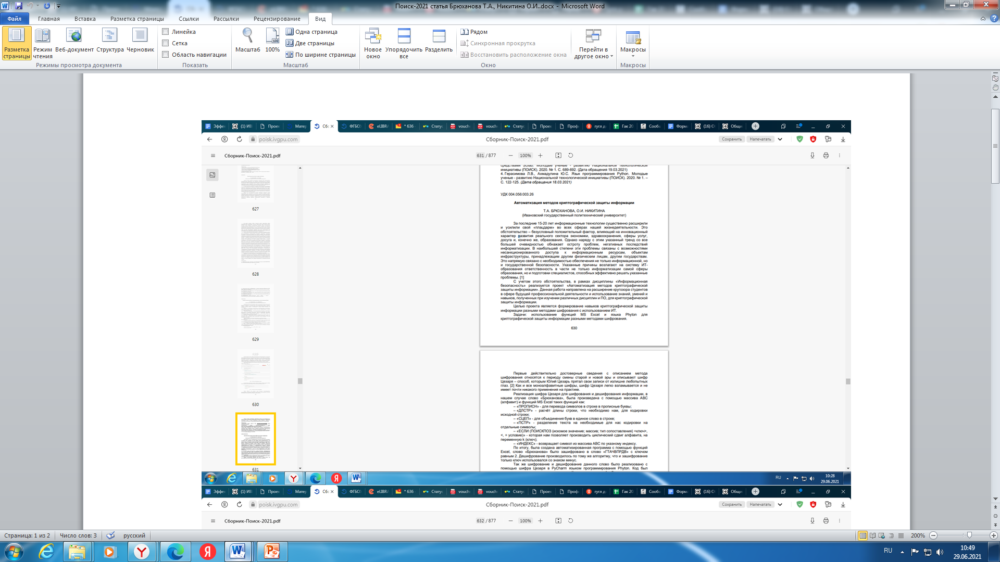 Поиск-2021 статья Брюханова Т.А., Никитина О.И..docx - Microsoft Word
Файл Главная Вставка Разметка страницы Ссылки Рассылки Рецензирование Вид
Разметка страницы
Режим чтения
Веб-документ
Структура
Черновик
Режимы просмотра документа
Линейка
Сетка
Область навигации
Показать
Масштаб
100%
Одна страница
Две страницы
По ширине страницы
Масштаб
Новое окно
Упорядочить все
Разделить
Рядом
Синхронная прокрутка
Восстановить расположение окна
Окно
Перейти в другое окно
Макросы
Макросы
Эффе (1) ИВ Проек Матер Сбо ФГБО eLIBRA * 636 Статус vouch vouch Статус Проек Проф гугл д Гак 20 Сооб Форм (16) О Общи
poisk.ivgpu.com Сборник-Поиск-2021.pdf Сохранить Напечатать
Сборник-Поиск-2021.pdf 631 / 877 100%
627
628
629
630
631
средствами Scilab. Молодые ученые - развитию Национальной технологической
инициативы (ПОИСК). 2020. № 1. С. 689-692. (Дата обращения 19.03.2021)
4. Герасимова Л.В., Ахмадулина Ю.С. Язык программирования Python. Молодые
ученые - развитию Национальной технологической инициативы (ПОИСК). 2020. № 1. –
С. 122-125. (Дата обращения 18.03.2021)
УДК 004.056:003.26
Автоматизация методов криптографической защиты информации
Т.А. БРЮХАНОВА, О.И. НИКИТИНА
(Ивановский государственный политехнический университет)
За последние 15-20 лет информационные технологии существенно расширили
и усилили свой «плацдарм» во всех сферах нашей жизнедеятельности. Это
обстоятельство – безусловный положительный фактор, влияющий на инновационный
характер развития реального сектора экономики, здравоохранения, сферы услуг,
досуга и, конечно же, образования. Однако наряду с этим указанный тренд со все
большей очевидностью обнажает остроту проблем, негативных последствий
информатизации. В наибольшей степени эти проблемы связаны с возможностями
несанкционированного доступа к информационным ресурсам, объектам
инфраструктуры, принадлежащим другим физическим лицам, другим государствам.
Это напрямую связано с необходимостью обеспечения не только информационной, но
и государственной безопасности. Указанные причины возлагают на систему ИТ-
образования ответственность в части не только информатизации самой сферы
образования, но и подготовки специалистов, способных эффективно решать указанные
проблемы. [1]
С учетом этого обстоятельства, в рамках дисциплины «Информационная
безопасность» реализуется проект «Автоматизация методов криптографической
защиты информации». Данная работа направлена на расширение кругозора студентов
в сфере будущей профессиональной деятельности и использование знаний, умений и
навыков, полученных при изучении различных дисциплин и ПО, для криптографической
защиты информации.
Целью проекта является формирование навыков криптографической защиты
информации разными методами шифрования с использованием ИТ.
Задачи: использование функций MS Excel и языка Phyton для
криптографической защиты информации разными методами шифрования.
630
Первые действительно достоверные сведения с описанием метода
шифрования относятся к периоду смены старой и новой эры и описывают шифр
Цезаря – способ, которым Юлий Цезарь прятал свои записи от излишне любопытных
глаз. [2] Как и все моноалфавитные шифры, шифр Цезаря легко взламывается и не
имеет почти никакого применения на практике.
Реализация шифра Цезаря для шифрования и дешифрования информации, в
нашем случае слово «Брюханова», была произведена с помощью массива ABC
(алфавит) и функций MS Excel таких функций как:
– «ПРОПИСН» - для перевода символов в строке в прописные буквы;
– «ДЛСТР» - расчёт длины строки, что необходимо нам, для кодировки
исходной строки;
– «СЦЕП» - для объединения букв в единое слово в строке;
– «ПСТР» - разделение текста на необходимые для нас кодировки на
отдельные символы;
– «ЕСЛИ (ПОИСКПОЗ (искомое значение; массив; тип сопоставления) +ключ>,
<, = условие)» - которая нам позволяет производить циклический сдвиг алфавита, на
переменную k (ключ);
– «ИНДЕКС» - возвращает символ из массива ABC по указанному индексу.
По итогу, была создана автоматизированная программа с помощью функций
Excel, слово «Брюханова» было зашифровано в слово «ГТАЧВПРДВ» с ключом
равным 2. Дешифрование производилось по тому же алгоритму, что и зашифрование
только ключ использовался со знаком минус.
Так же шифрование и дешифрование данного слово было реализовано с
помощью шифра Цезаря в PyCharm языком программирования Phyton. Код был
RU 10:28
29.06.2021
Эффе (1) ИВ Проек Матер Сбо ФГБО eLIBRA * 636 Статус vouch vouch Статус Проек Проф гугл д Гак 20 Сооб Форм (16) О Общи
poisk.ivgpu.com Сборник-Поиск-2021.pdf Сохранить Напечатать
Сборник-Поиск-2021.pdf 632 / 877 100%
Страница: 1 из 2 Число слов: 3 русский 200%
RU 10:49
29.06.2021